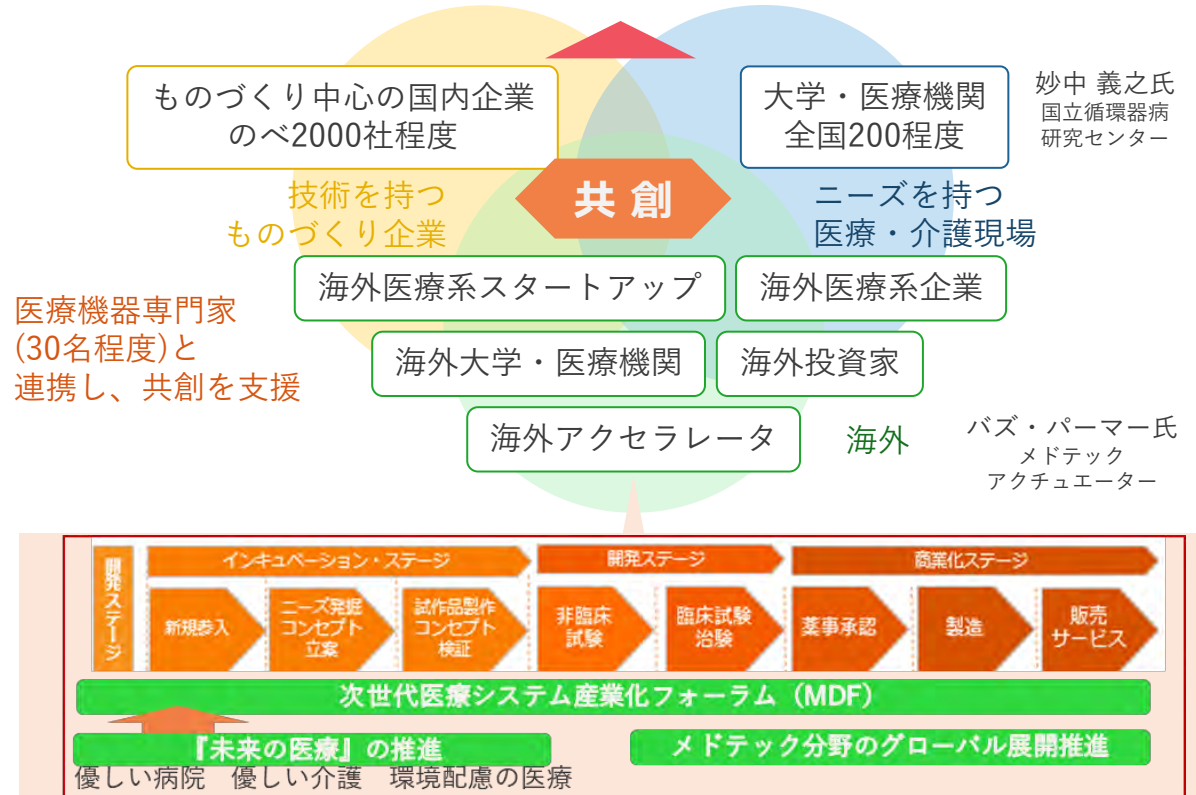 ものづくり中心の国内企業
のべ2000社程度
大学・医療機関
全国200程度
妙中 義之氏
国立循環器病
研究センター
共 創
技術を持つ
ものづくり企業
ニーズを持つ
医療・介護現場
海外医療系スタートアップ
海外医療系企業
医療機器専門家
(30名程度)と
連携し、共創を支援
海外大学・医療機関
海外投資家
海外アクセラレータ
海外
バズ・パーマー氏
メドテック
アクチュエーター
開発ステージ
インキュベーション・ステージ
開発ステージ
商業化ステージ
新規参入
ニーズ発掘
コンセプト
立案
試作品製作
コンセプト
検証
非臨床
試験
臨床試験
治験
薬事承認
製造
販売
サービス
次世代医療システム産業化フォーラム（MDF）
『未来の医療』の推進
メドテック分野のグローバル展開推進
優しい病院　優しい介護　環境配慮の医療